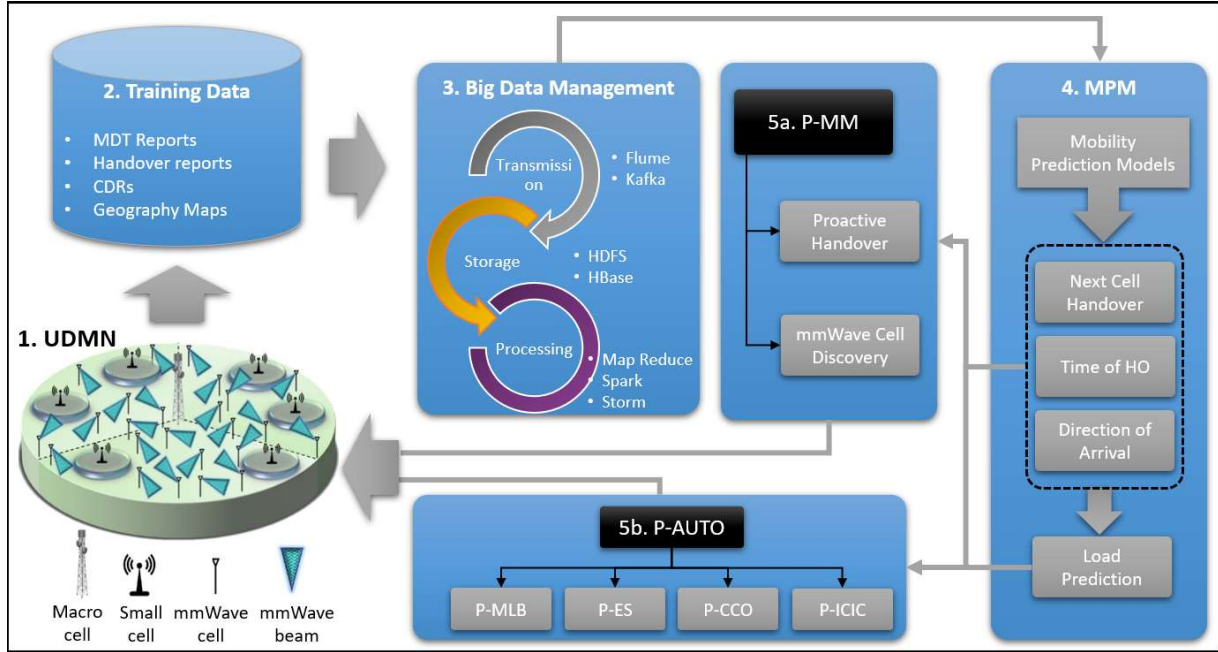 2. Training Data
• MDT Reports
• Handover reports
• CDRs
• Geography Maps
1. UDMN
Macro
cell
Small
cell
mmWave
cell
mmWave
beam
3. Big Data Management
Transmissi
on
• Flume
• Kafka
Storage
• HDFS
• HBase
Processing
• Map Reduce
• Spark
• Storm
5a. P-MM
Proactive
Handover
mmWave Cell
Discovery
4. MPM
Mobility
Prediction Models
Next Cell
Handover
Time of HO
Direction of
Arrival
Load
Prediction
5b. P-AUTO
P-MLB
P-ES
P-CCO
P-ICIC